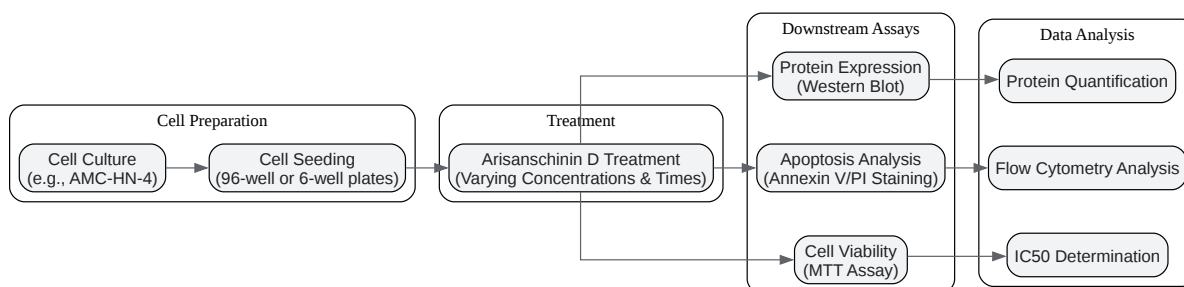 Cell Preparation
Cell Culture
(e.g., AMC-HN-4)
Cell Seeding
(96-well or 6-well plates)
Treatment
Arisanschinin D Treatment
(Varying Concentrations & Times)
Downstream Assays
Protein Expression
(Western Blot)
Apoptosis Analysis
(Annexin V/PI Staining)
Cell Viability
(MTT Assay)
Data Analysis
Protein Quantification
Flow Cytometry Analysis
IC50 Determination